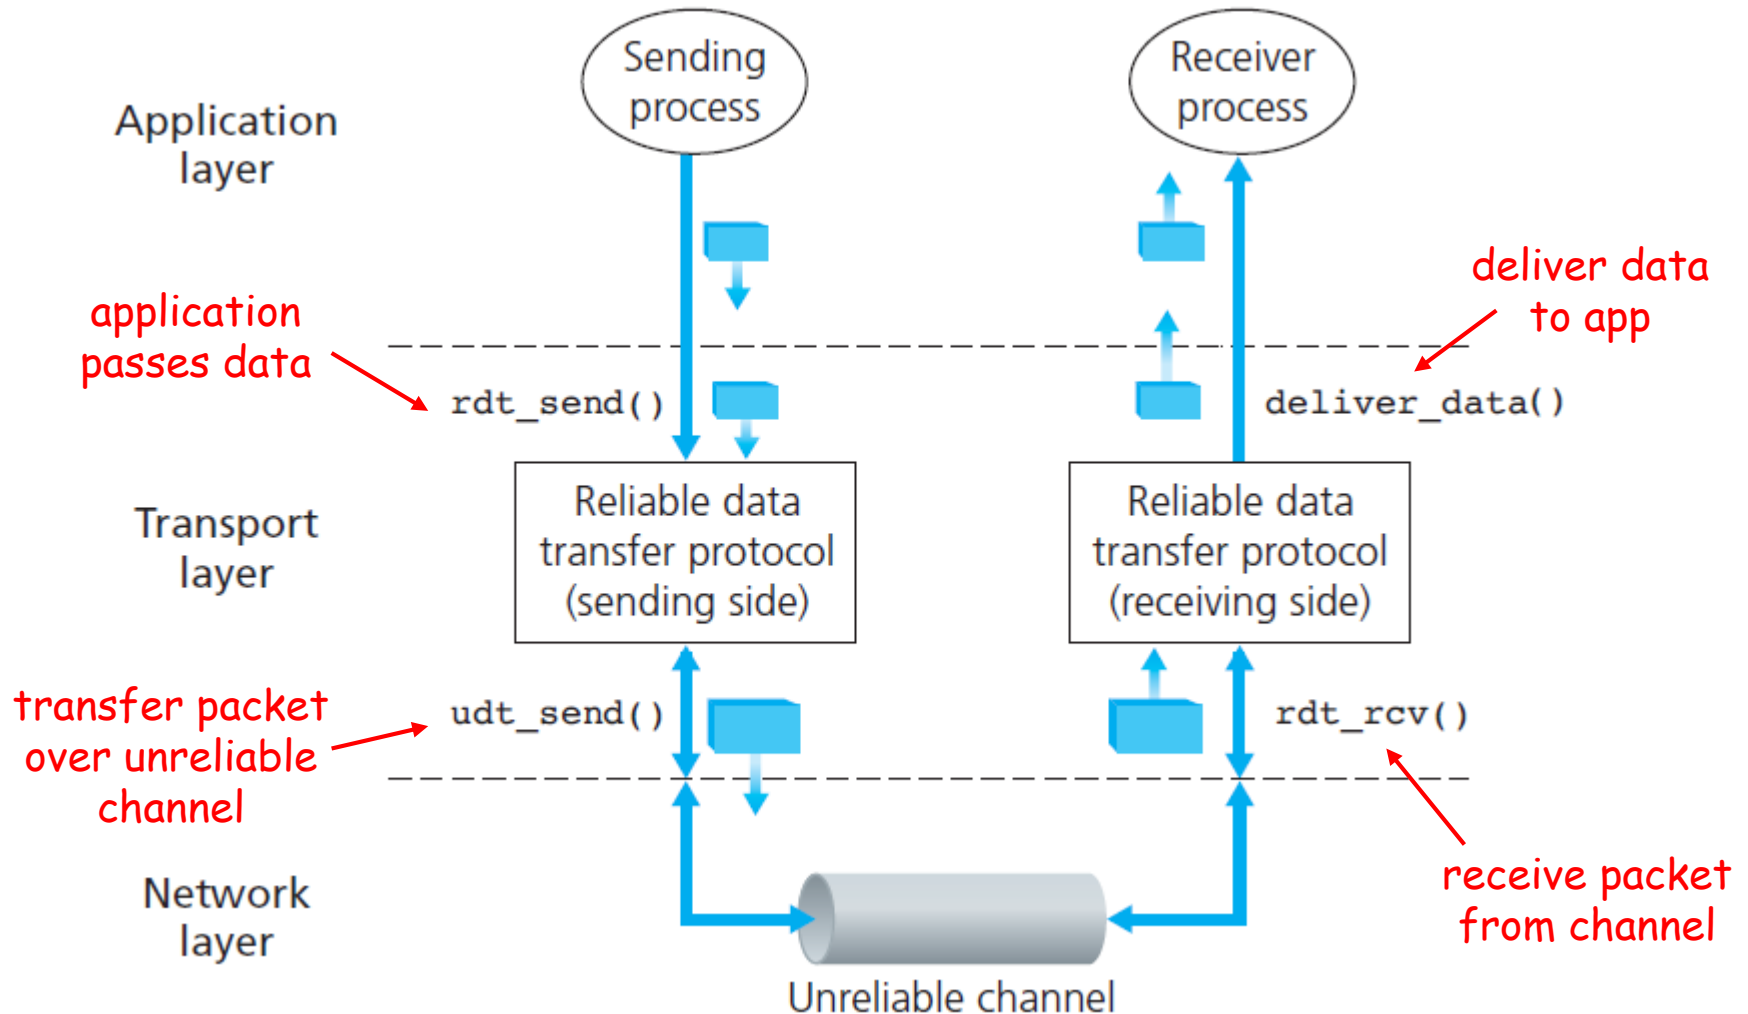 Sending
process
Receiver
process
Application
layer
application
passes data
deliver data
to app
rdt_send()
deliver_data()
Transport
layer
Reliable data
transfer protocol
(sending side)
Reliable data
transfer protocol
(receiving side)
transfer packet
over unreliable
channel
udt_send()
rdt_rcv()
Network
layer
receive packet
from channel
Unreliable channel